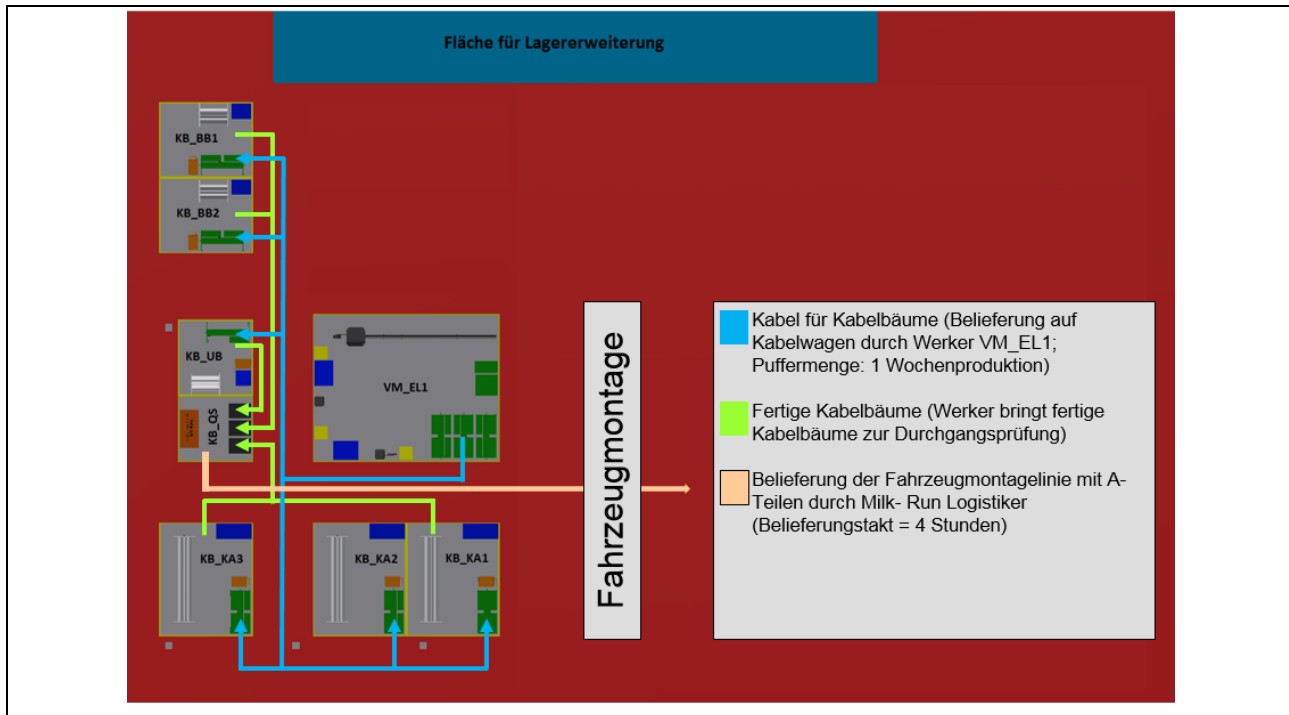 Fläche für Lagererweiterung
KB_BB1
KB_BB2
KB_UB
KB_QS
VM_EL1
KB_KA3
KB_KA2
KB_KA1
Fahrzeugmontage
Kabel für Kabelbäume (Belieferung auf
Kabelwagen durch Werker VM_EL1;
Puffermenge: 1 Wochenproduktion)
Fertige Kabelbäume (Werker bringt fertige
Kabelbäume zur Durchgangsprüfung)
Belieferung der Fahrzeugmontagelinie mit A-
Teilen durch Milk- Run Logistiker
(Belieferungstakt = 4 Stunden)